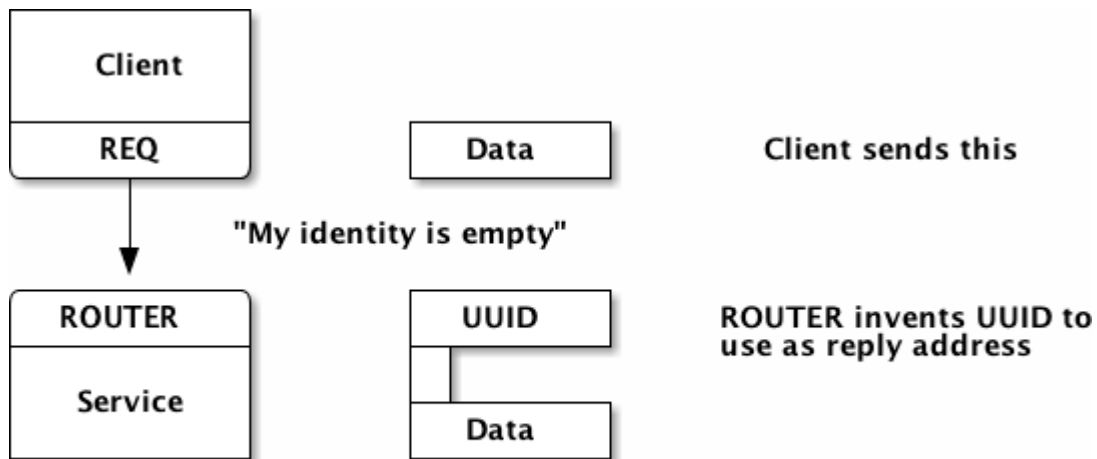 Client
REQ
Data
Client sends this
"My identity is empty"
ROUTER
UUID
ROUTER invents UUID to
use as reply address
Service
Data